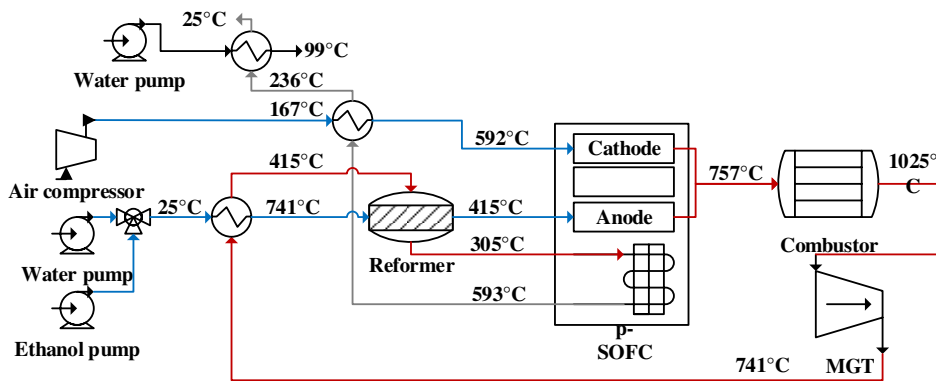 25°C
99°C
Water pump
236°C
167°C
592°C
Cathode
1025°
C
Air compressor
415°C
757°C
25°C
741°C
415°C
Anode
Combustor
Water pump
Reformer
305°C
593°C
Ethanol pump
p-
SOFC
741°C
MGT